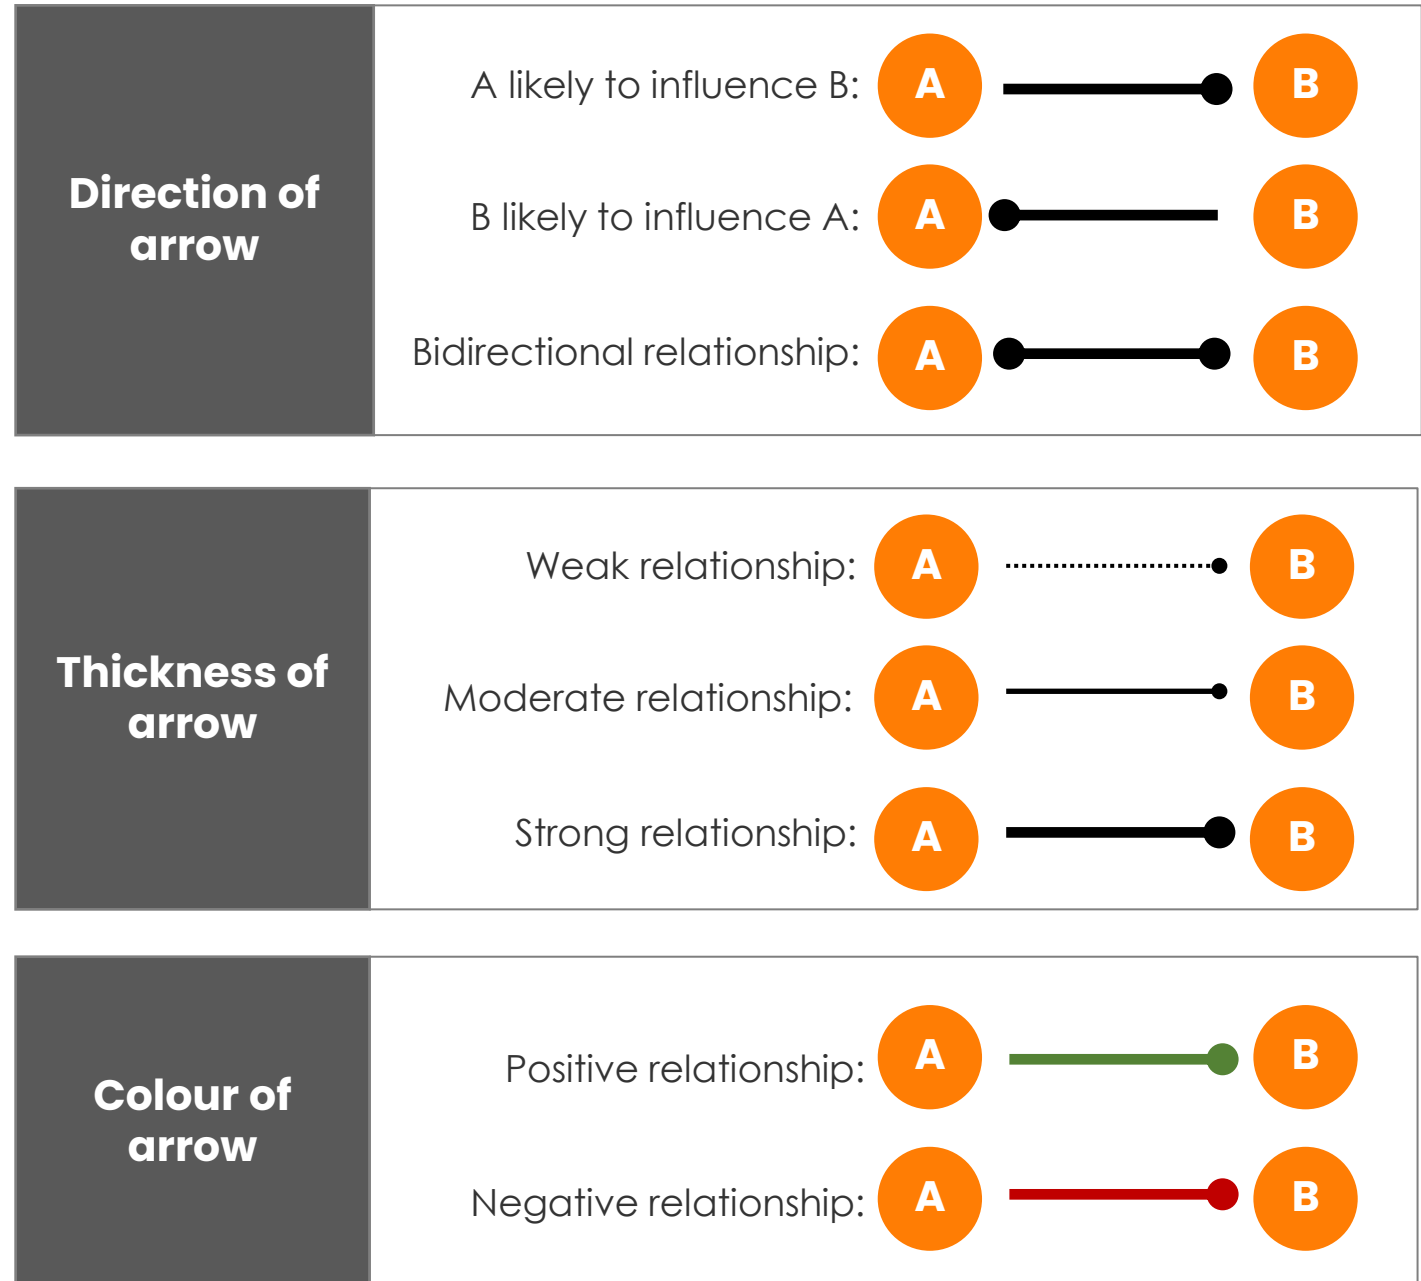 Direction of
arrow
A likely to influence B: A B
B likely to influence A: A B
Bidirectional relationship: A B
Thickness of
arrow
Weak relationship: A B
Moderate relationship: A B
Strong relationship: A B
Colour of
arrow
Positive relationship: A B
Negative relationship: A B